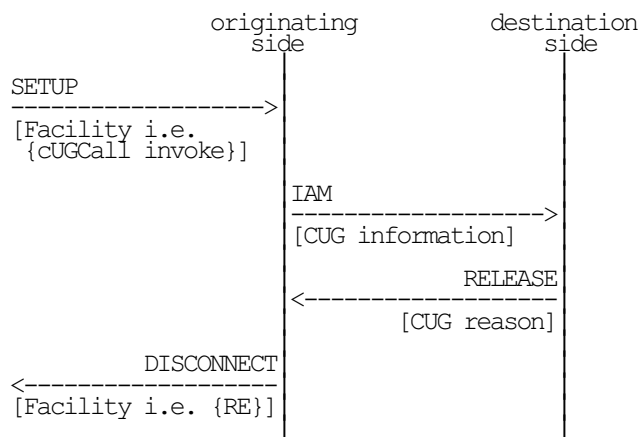 originating destination
side side
SETUP
------------------->
[Facility i.e.
{cUGCall invoke}]
IAM
------------------->
[CUG information]
RELEASE
<-------------------
[CUG reason]
DISCONNECT
<-------------------
[Facility i.e. {RE}]